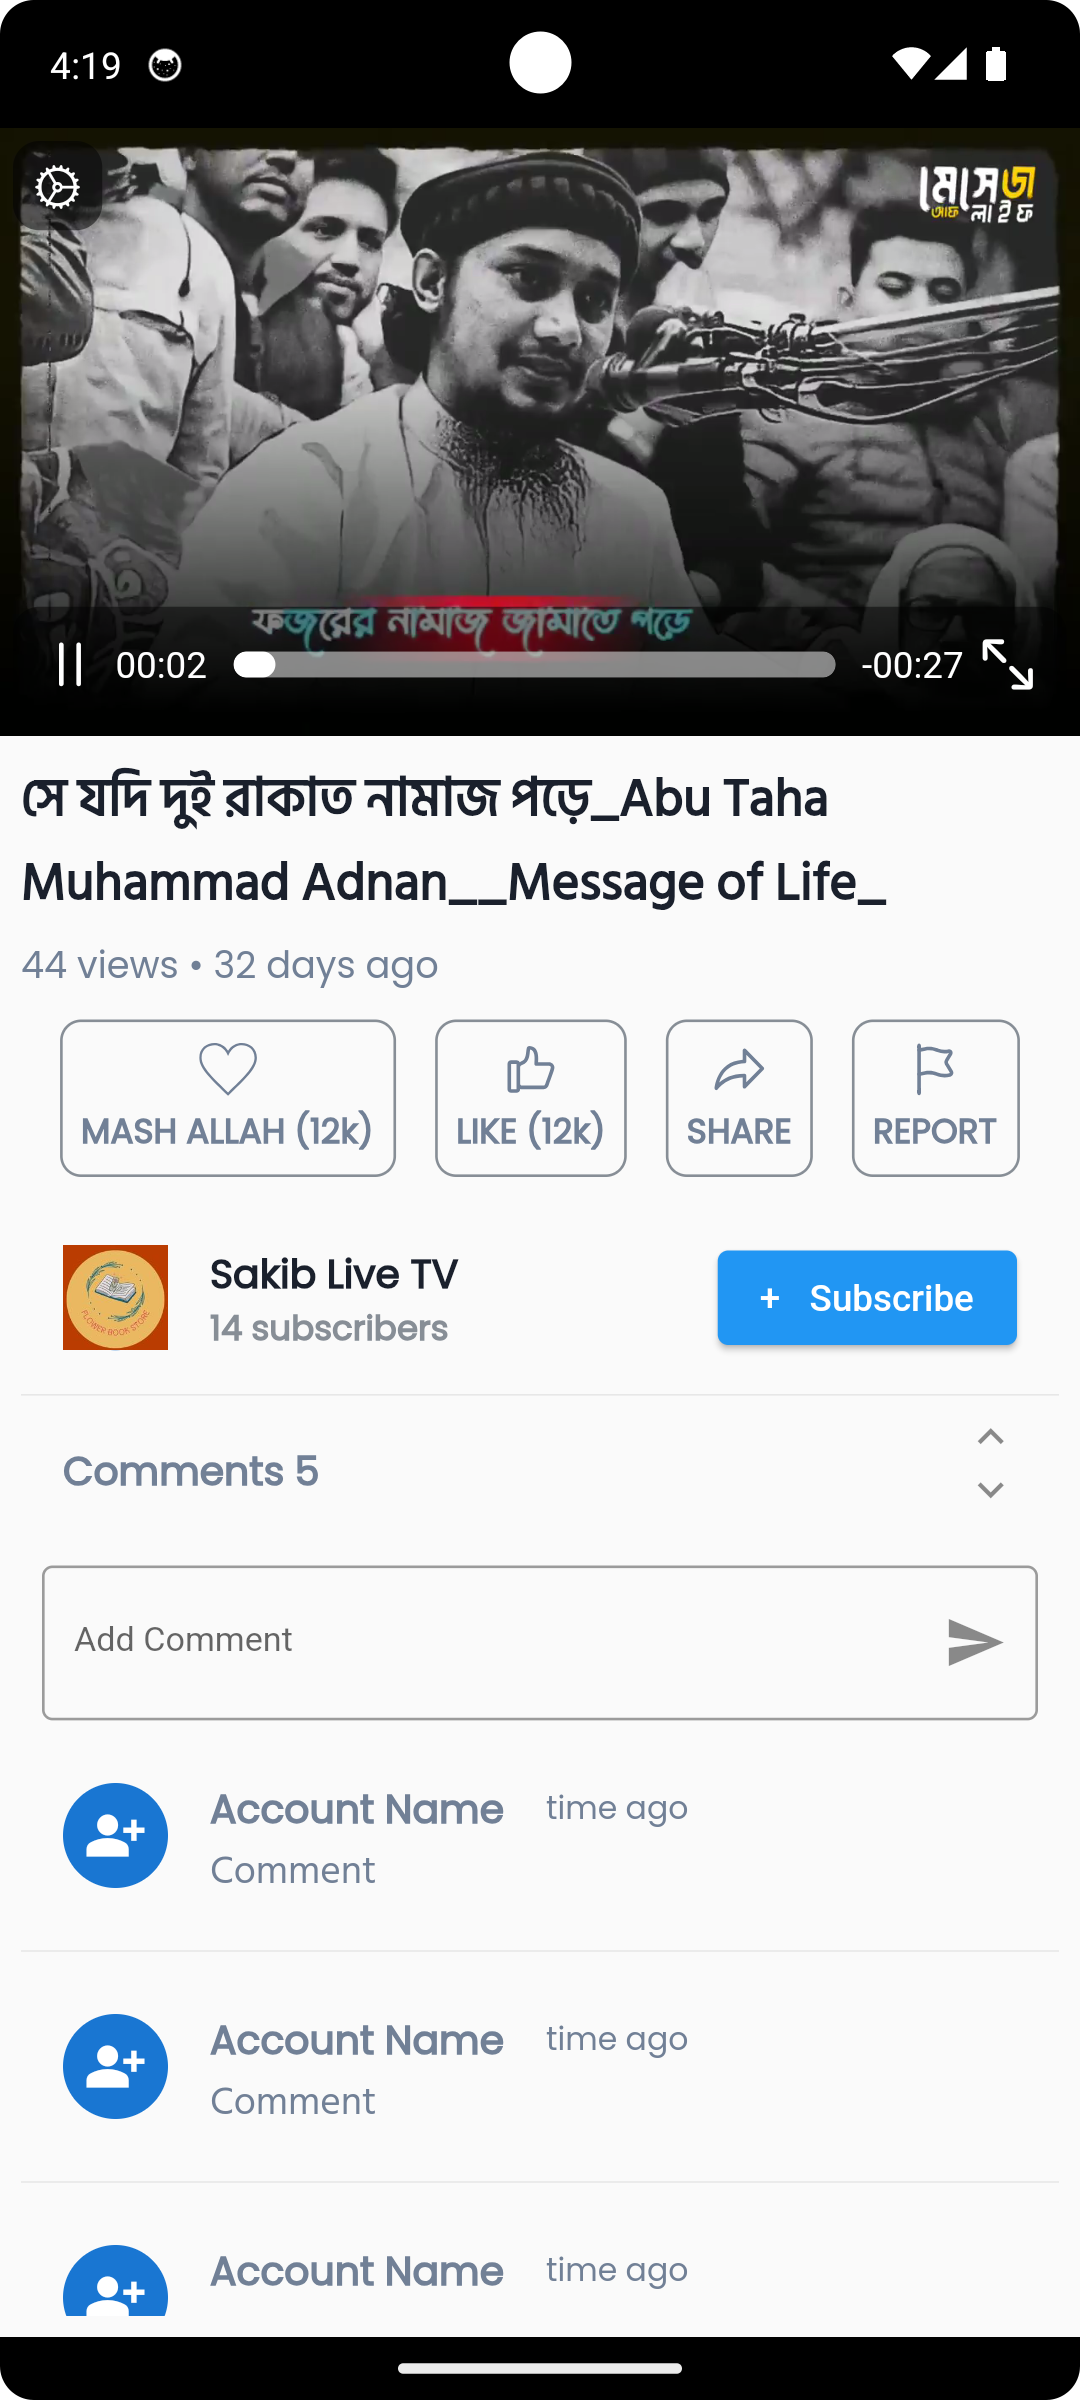 4:19
মেসেজ
অফ লাইফ
ফজরের নামাজ জামাতে পড়ে
00:02
-00:27
সে যদি দুই রাকাত নামাজ পড়ে_Abu Taha
Muhammad Adnan__Message of Life_
44 views • 32 days ago
MASH ALLAH (12k)
LIKE (12k)
SHARE
REPORT
FLOWER BOOK STORE
Sakib Live TV
14 subscribers
+ Subscribe
Comments 5
Add Comment
Account Name time ago
Comment
Account Name time ago
Comment
Account Name time ago